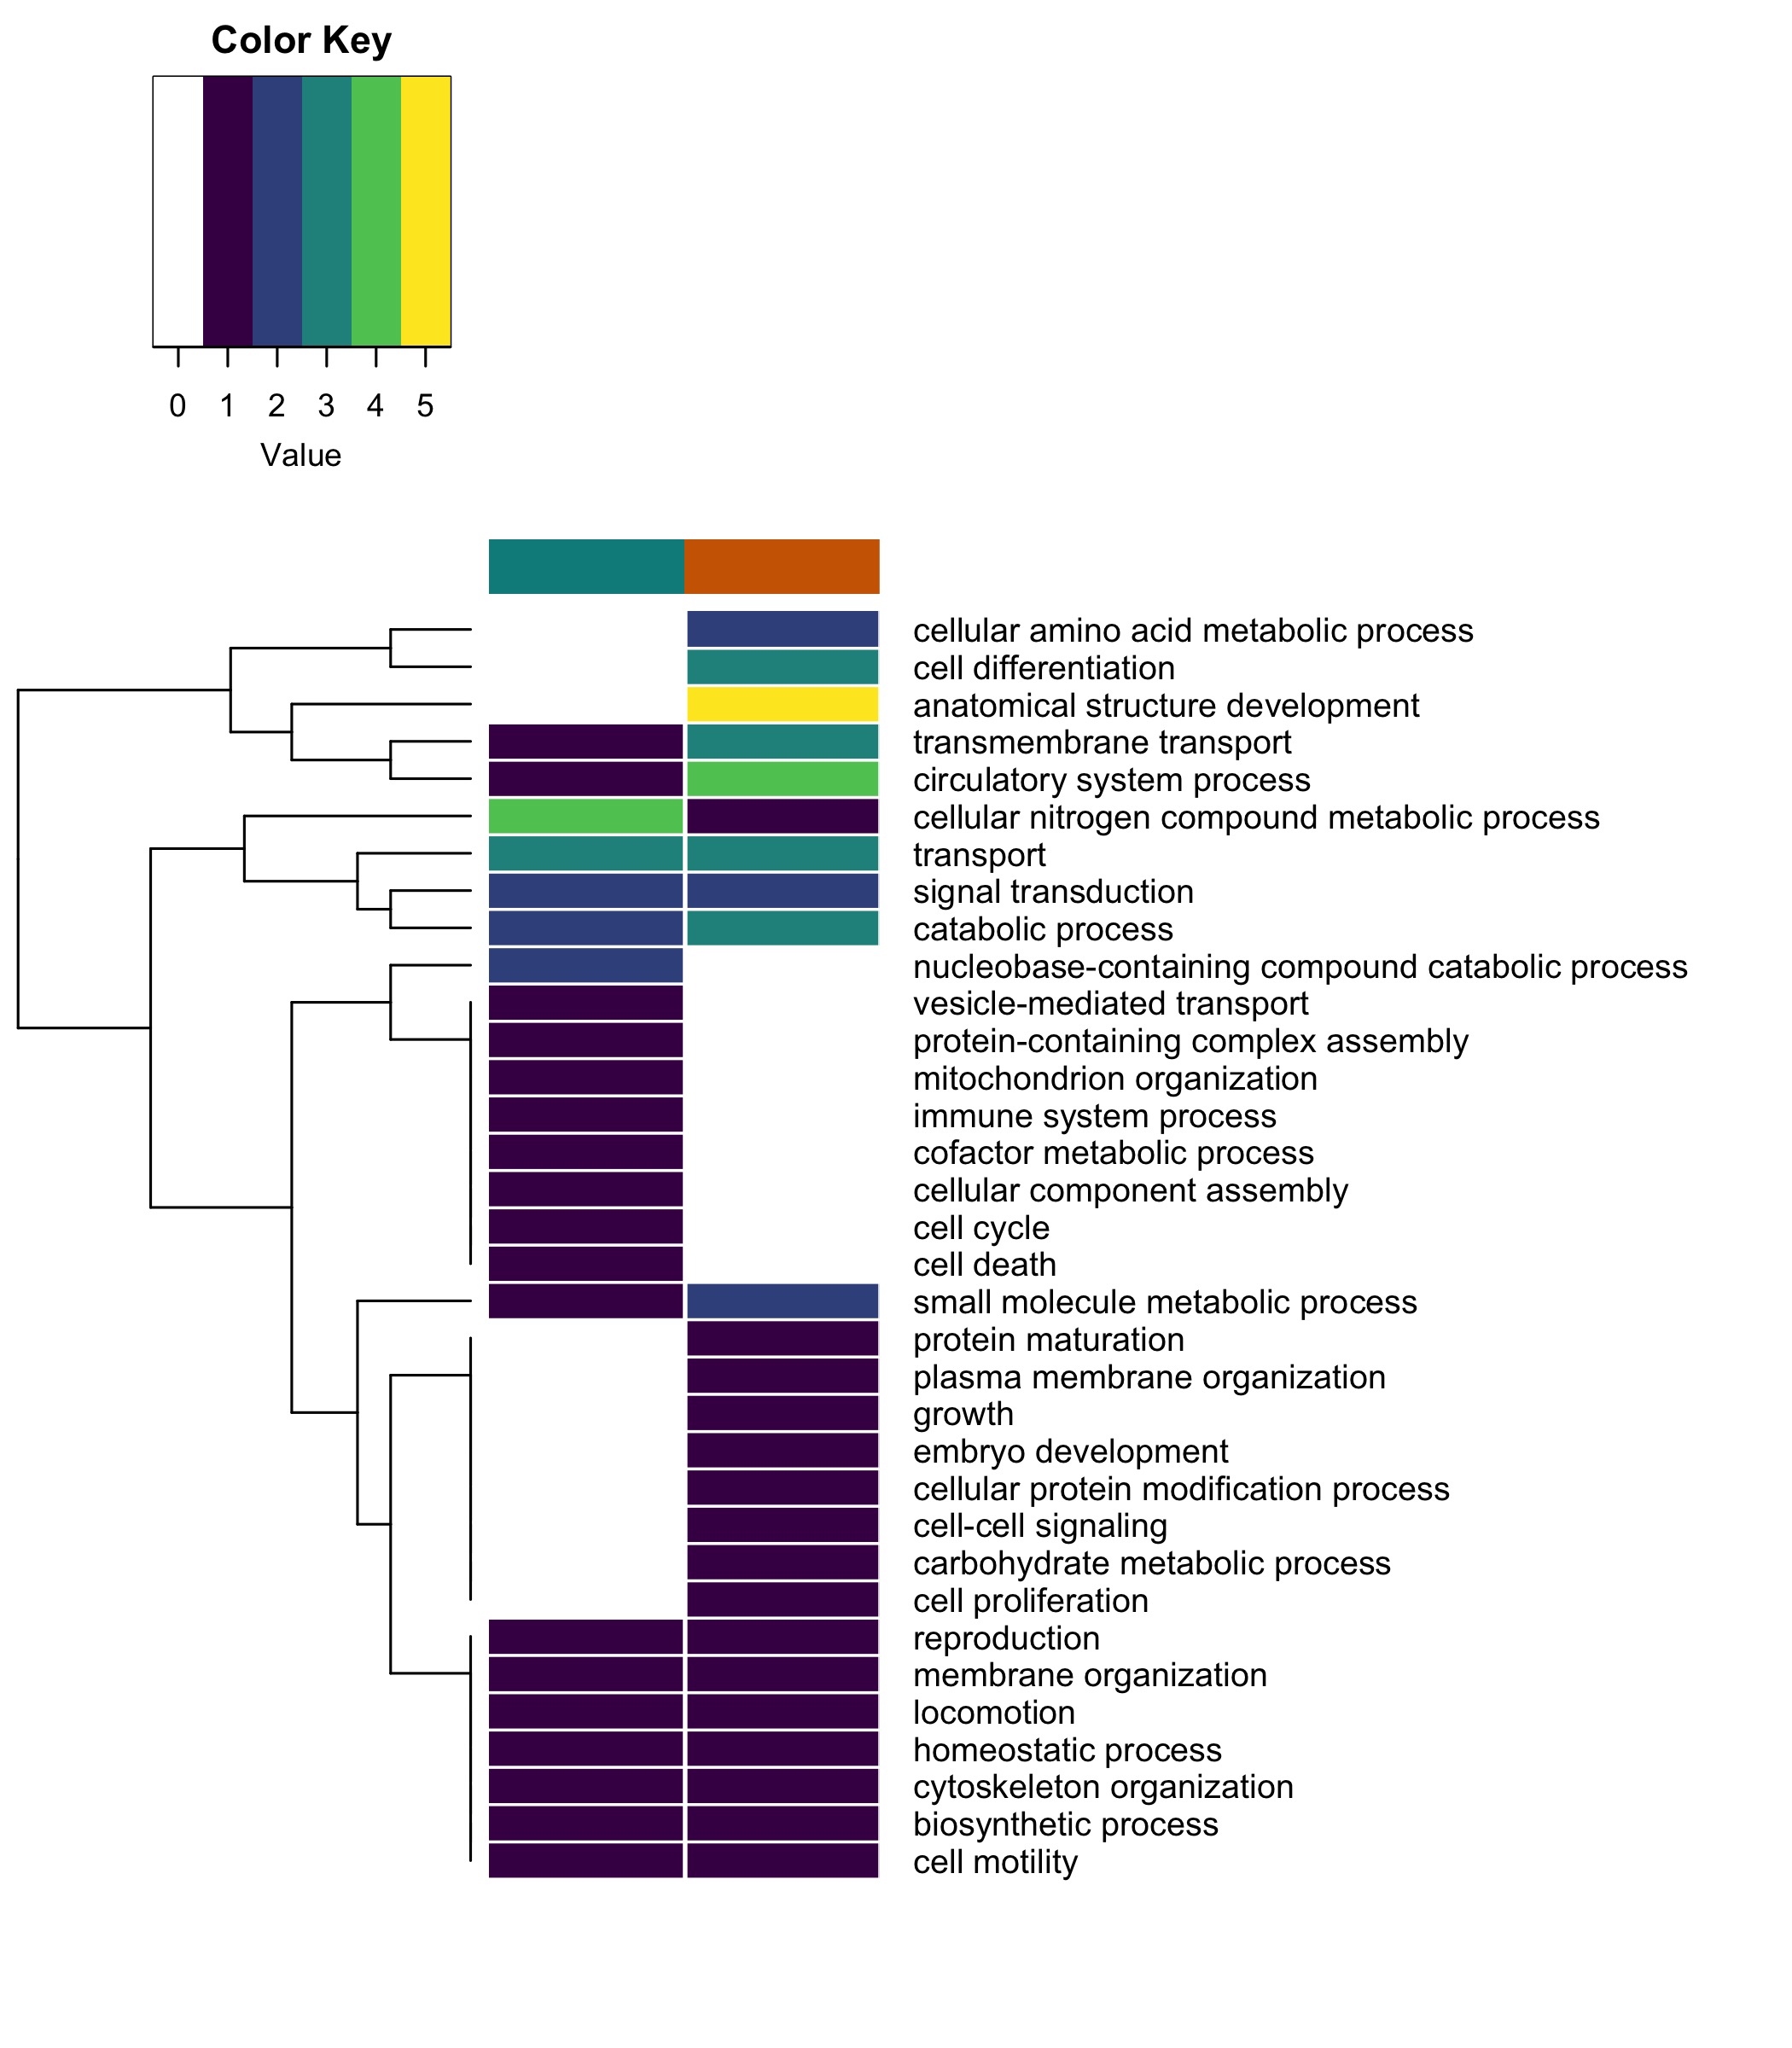 Color Key
0 1 2 3 4 5
Value
cellular amino acid metabolic process
cell differentiation
anatomical structure development
transmembrane transport
circulatory system process
cellular nitrogen compound metabolic process
transport
signal transduction
catabolic process
nucleobase-containing compound catabolic process
vesicle-mediated transport
protein-containing complex assembly
mitochondrion organization
immune system process
cofactor metabolic process
cellular component assembly
cell cycle
cell death
small molecule metabolic process
protein maturation
plasma membrane organization
growth
embryo development
cellular protein modification process
cell-cell signaling
carbohydrate metabolic process
cell proliferation
reproduction
membrane organization
locomotion
homeostatic process
cytoskeleton organization
biosynthetic process
cell motility